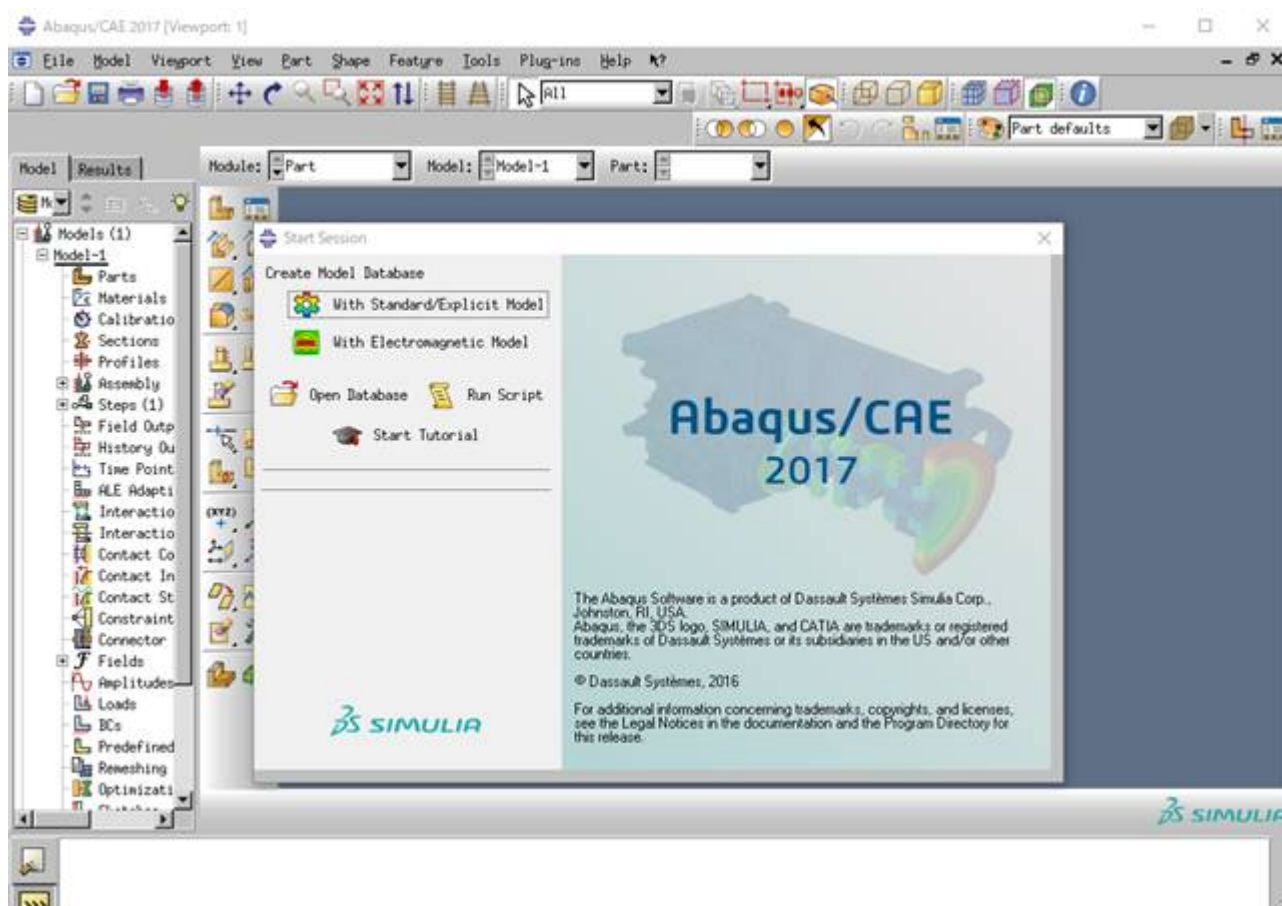 Abaqus/CAE 2017 [Viewport: 1]
File Model Viewport View Part Shape Feature Tools Plug-ins Help
All
Part defaults
Model Results
Module: Part Model: Model-1 Part:
Models (1)
Model-1
Parts
Materials
Calibratio
Sections
Profiles
Assembly
Steps (1)
Field Outp
History Ou
Time Point
ALE Adapti
Interactio
Interactio
Contact Co
Contact In
Contact St
Constraint
Connector
Fields
Amplitudes
Loads
BCs
Predefined
Remeshing
Optimizati
(XYZ)
Start Session
Create Model Database
With Standard/Explicit Model
With Electromagnetic Model
Open Database Run Script
Start Tutorial
SIMULIA
Abaqus/CAE
2017
The Abaqus Software is a product of Dassault Systèmes Simulia Corp.,
Johnston, RI, USA.
Abaqus, the 3DS logo, SIMULIA, and CATIA are trademarks or registered
trademarks of Dassault Systèmes or its subsidiaries in the US and/or other
countries.
© Dassault Systèmes, 2016
For additional information concerning trademarks, copyrights, and licenses,
see the Legal Notices in the documentation and the Program Directory for
this release.
SIMULIA
>>>